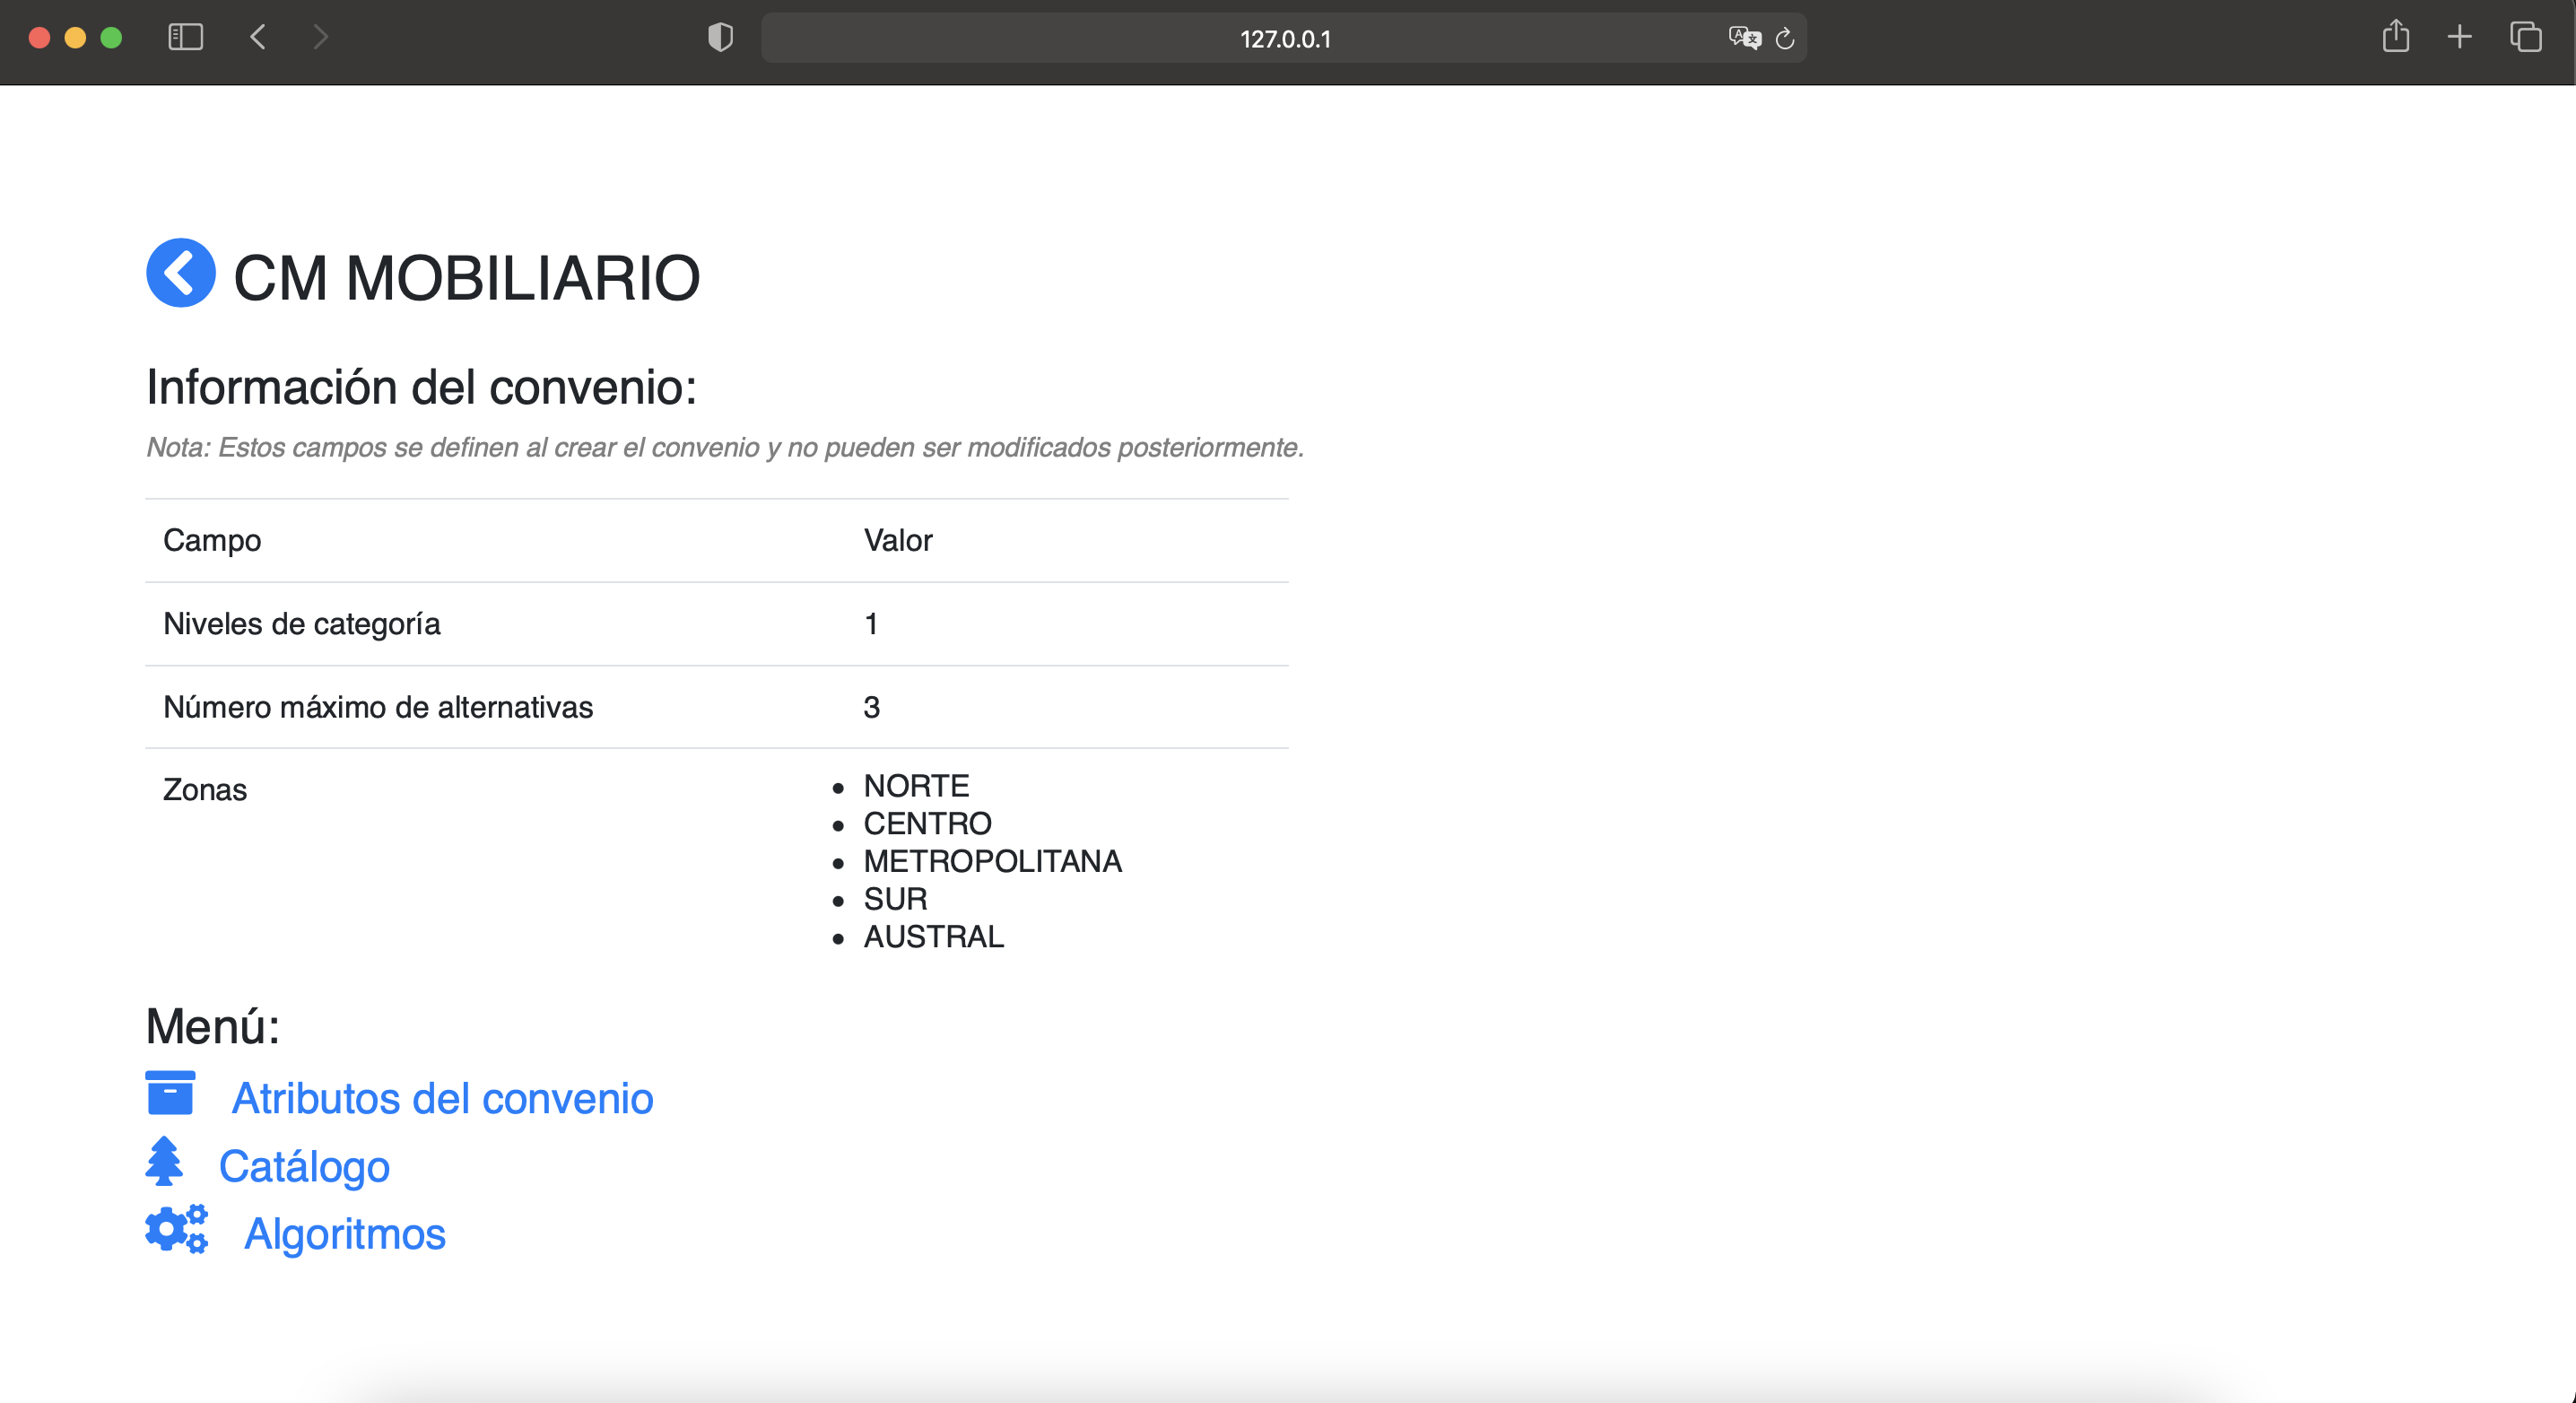 127.0.0.1
CM MOBILIARIO
Información del convenio:
Nota: Estos campos se definen al crear el convenio y no pueden ser modificados posteriormente.
Campo Valor
Niveles de categoría 1
Número máximo de alternativas 3
Zonas
• NORTE
• CENTRO
• METROPOLITANA
• SUR
• AUSTRAL
Menú:
Atributos del convenio
Catálogo
Algoritmos